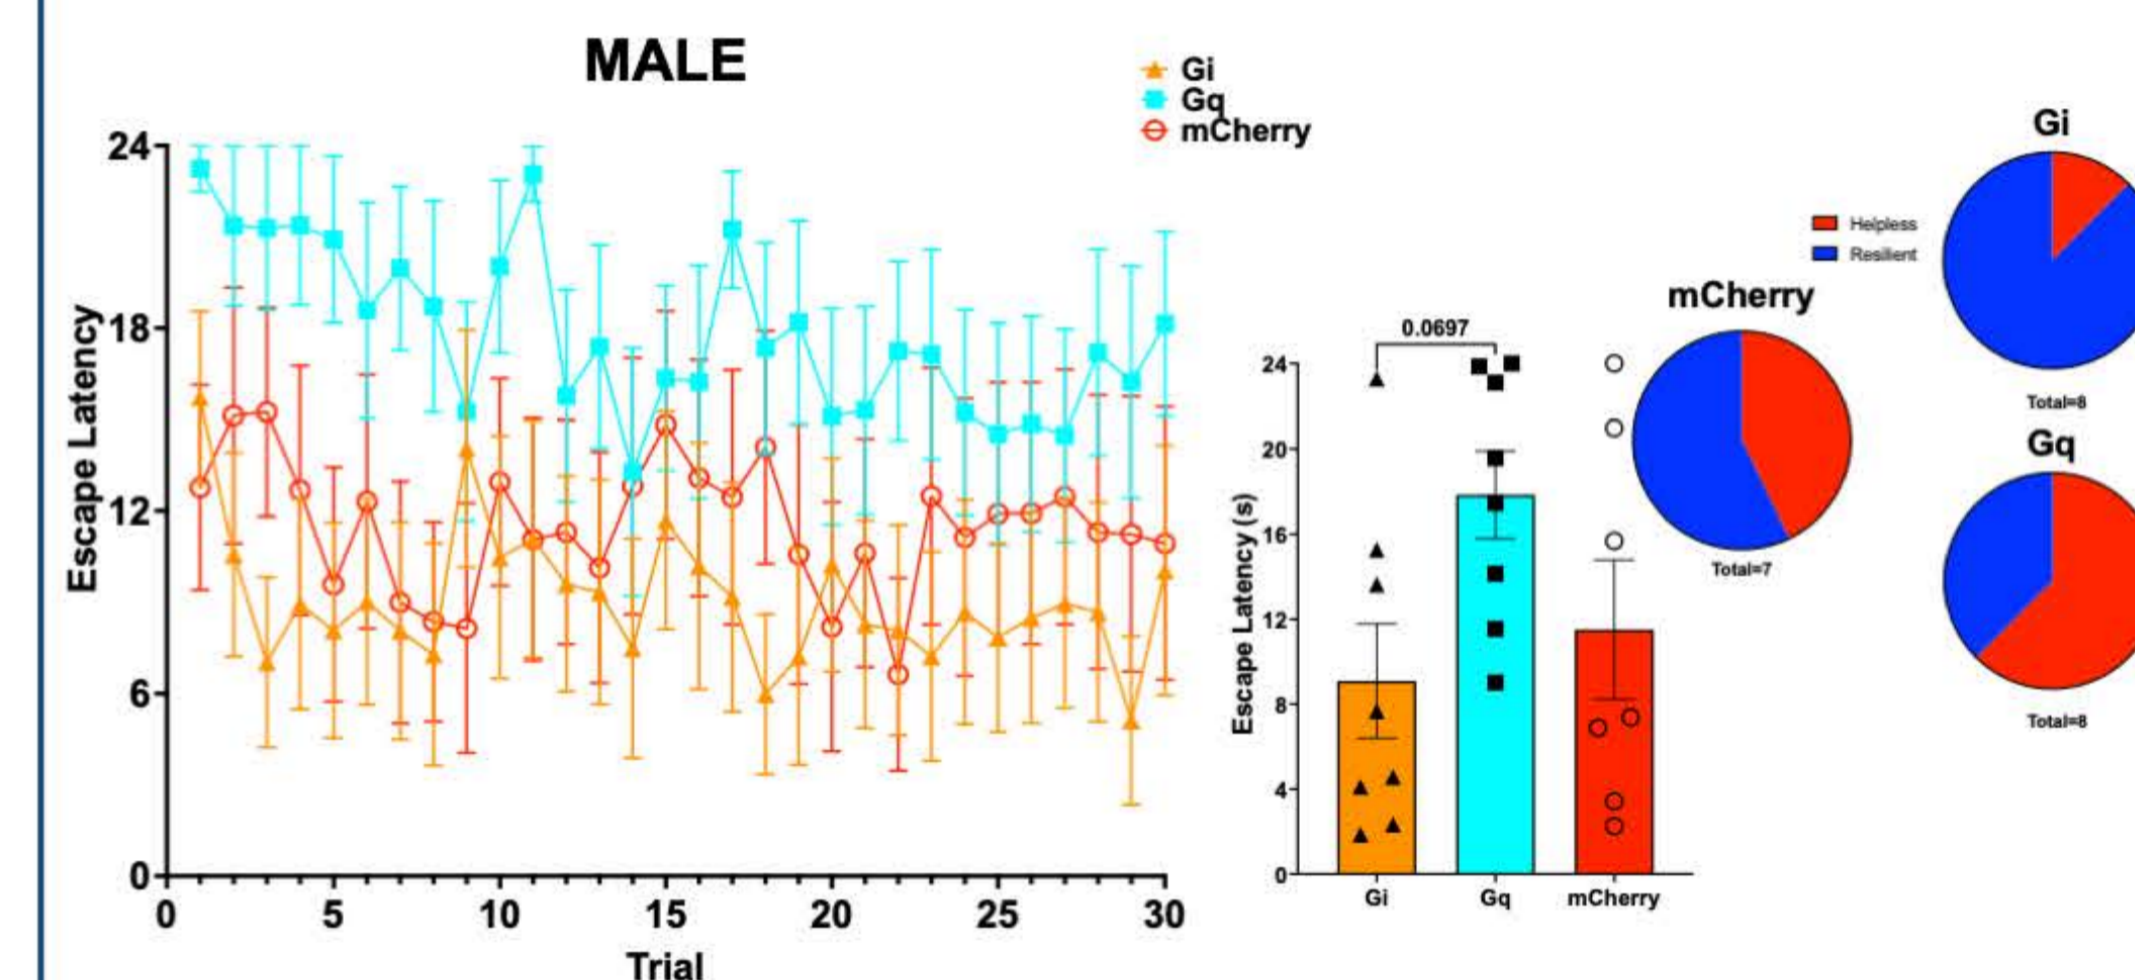 MALE
Gi
Gq
mCherry
24
18
12
6
0
Escape Latency
0 5 10 15 20 25 30
Trial
0.0697
24
20
16
12
8
4
0
Escape Latency (s)
Gi Gq mCherry
Helpless
Resilient
mCherry
Total=7
Gi
Total=8
Gq
Total=8